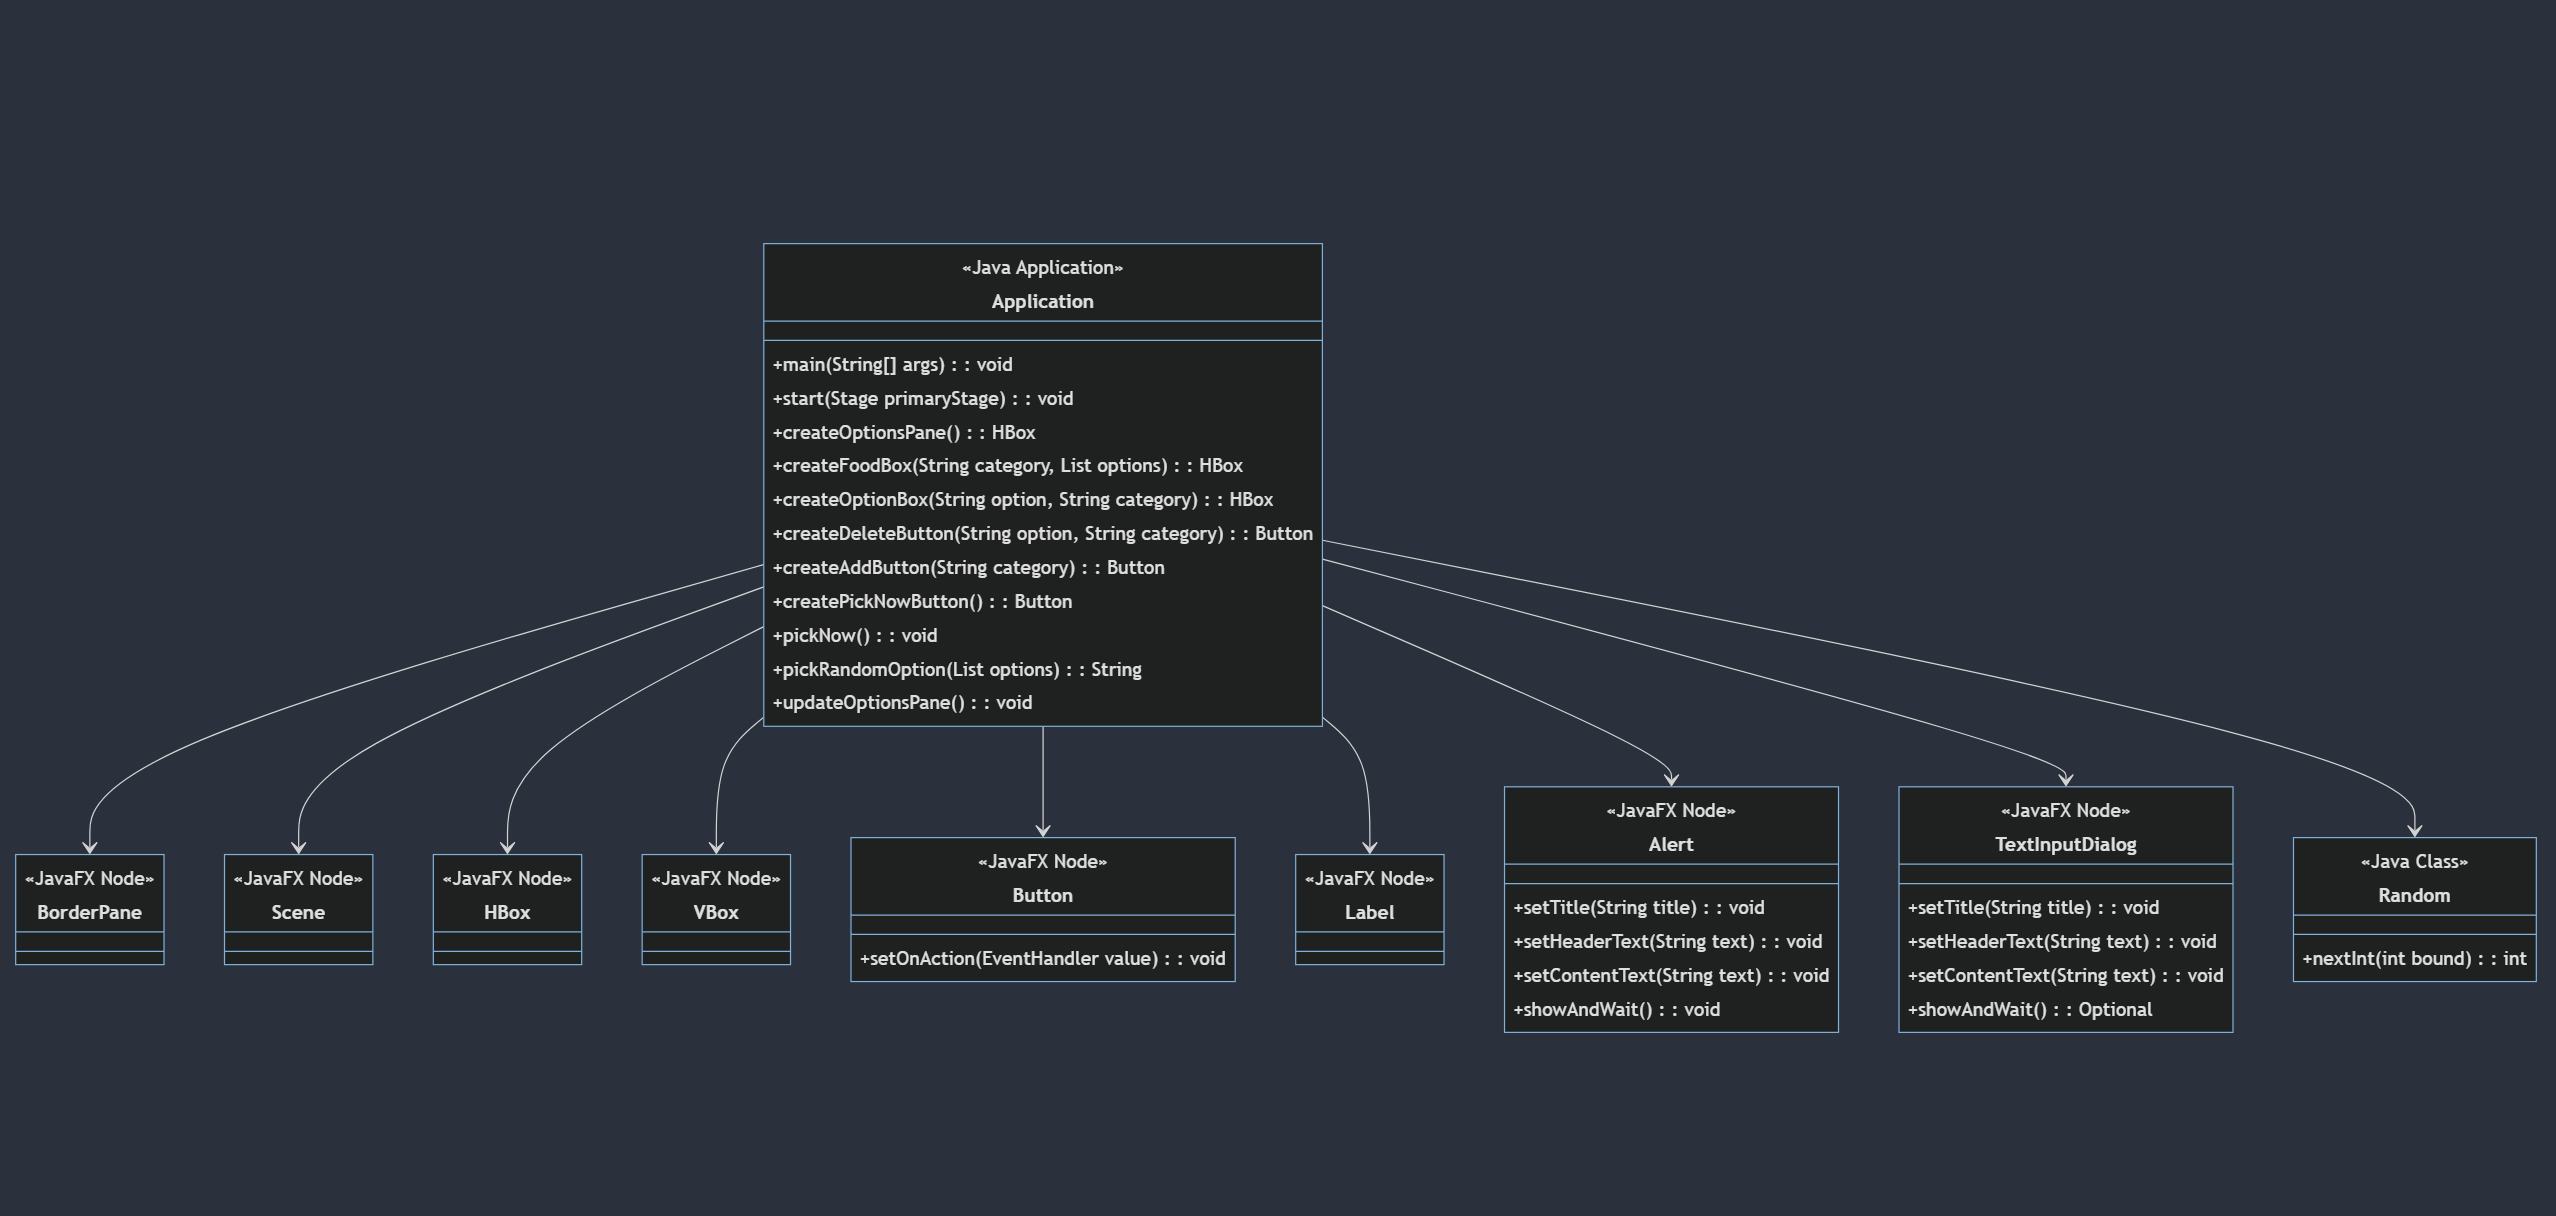 «Java Application»
Application
+main(String[] args) : : void
+start(Stage primaryStage) : : void
+createOptionsPane() : : HBox
+createFoodBox(String category, List options) : : HBox
+createOptionBox(String option, String category) : : HBox
+createDeleteButton(String option, String category) : : Button
+createAddButton(String category) : : Button
+createPickNowButton() : : Button
+pickNow() : : void
+pickRandomOption(List options) : : String
+updateOptionsPane() : : void
«JavaFX Node»
BorderPane
«JavaFX Node»
Scene
«JavaFX Node»
HBox
«JavaFX Node»
VBox
«JavaFX Node»
Button
+setOnAction(EventHandler value) : : void
«JavaFX Node»
Label
«JavaFX Node»
Alert
+setTitle(String title) : : void
+setHeaderText(String text) : : void
+setContentText(String text) : : void
+showAndWait() : : void
«JavaFX Node»
TextInputDialog
+setTitle(String title) : : void
+setHeaderText(String text) : : void
+setContentText(String text) : : void
+showAndWait() : : Optional
«Java Class»
Random
+nextInt(int bound) : : int